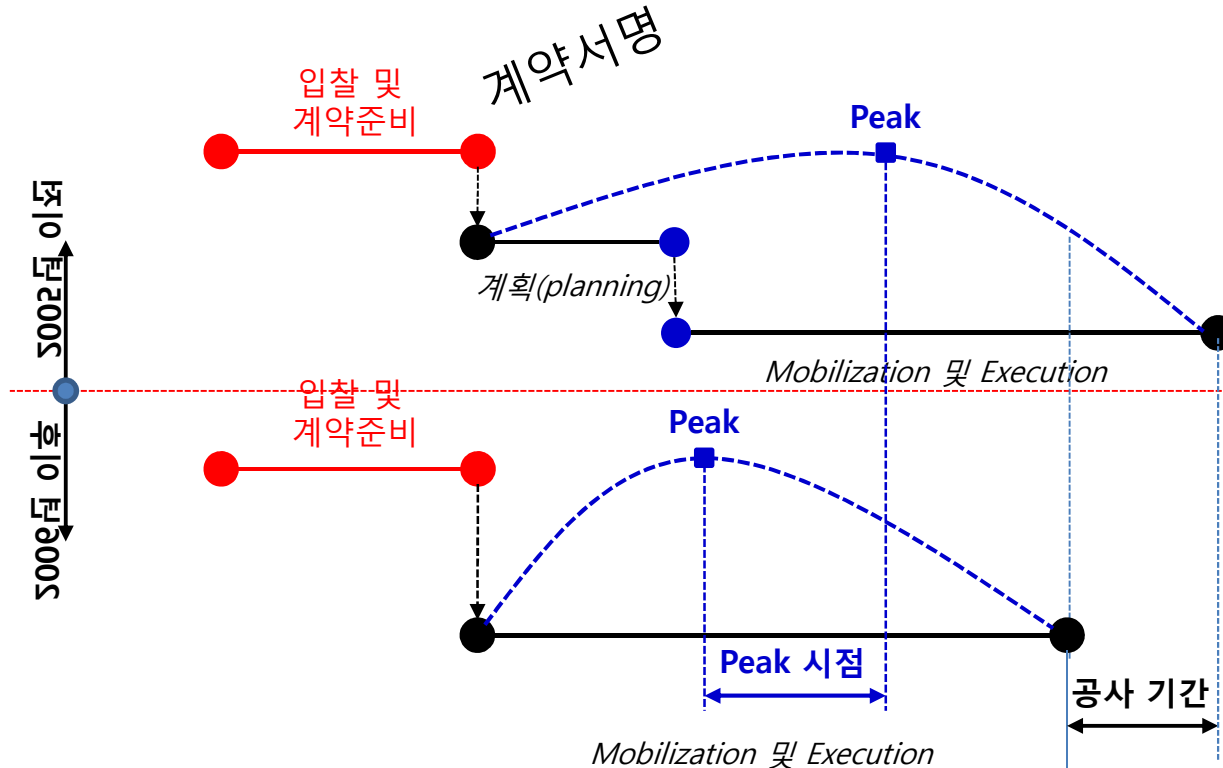 계약서명
입찰 및
계약준비
Peak
2005년 이전
계획(planning)
Mobilization 및 Execution
입찰 및
계약준비
Peak
2006년 이후
Peak 시점
공사 기간
Mobilization 및 Execution